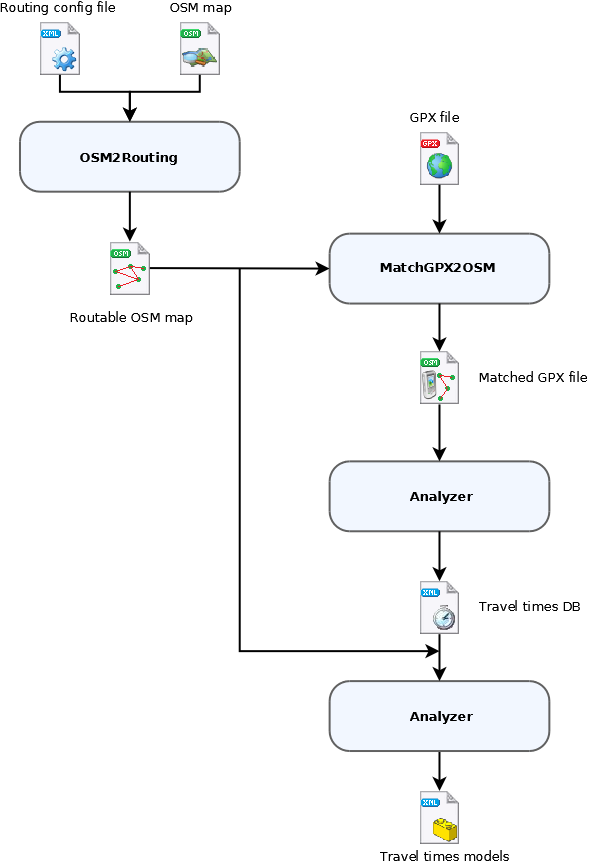 Routing config file
OSM map
XML
OSM
OSM2Routing
GPX file
GPX
OSM
MatchGPX2OSM
Routable OSM map
OSM
Matched GPX file
Analyzer
XML
Travel times DB
Analyzer
XML
Travel times models